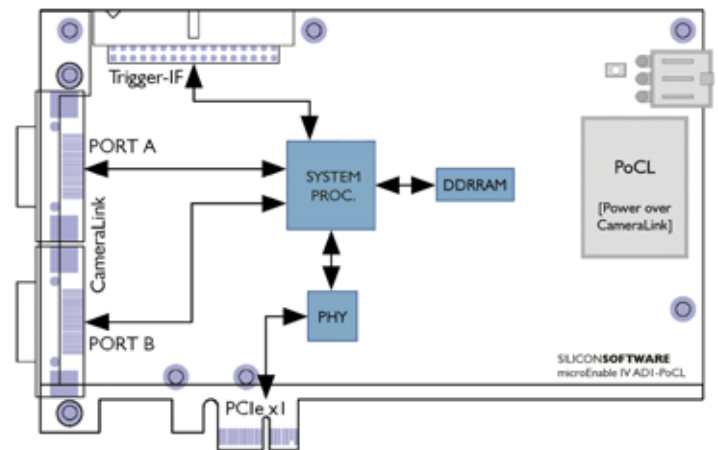 Trigger-IF
PORT A
CameraLink
PORT B
SYSTEM
PROC.
DDRRAM
PHY
PCIe x1
PoCL
[Power over
CameraLink]
SILICONSOFTWARE
microEnable IV AD1-PoCL